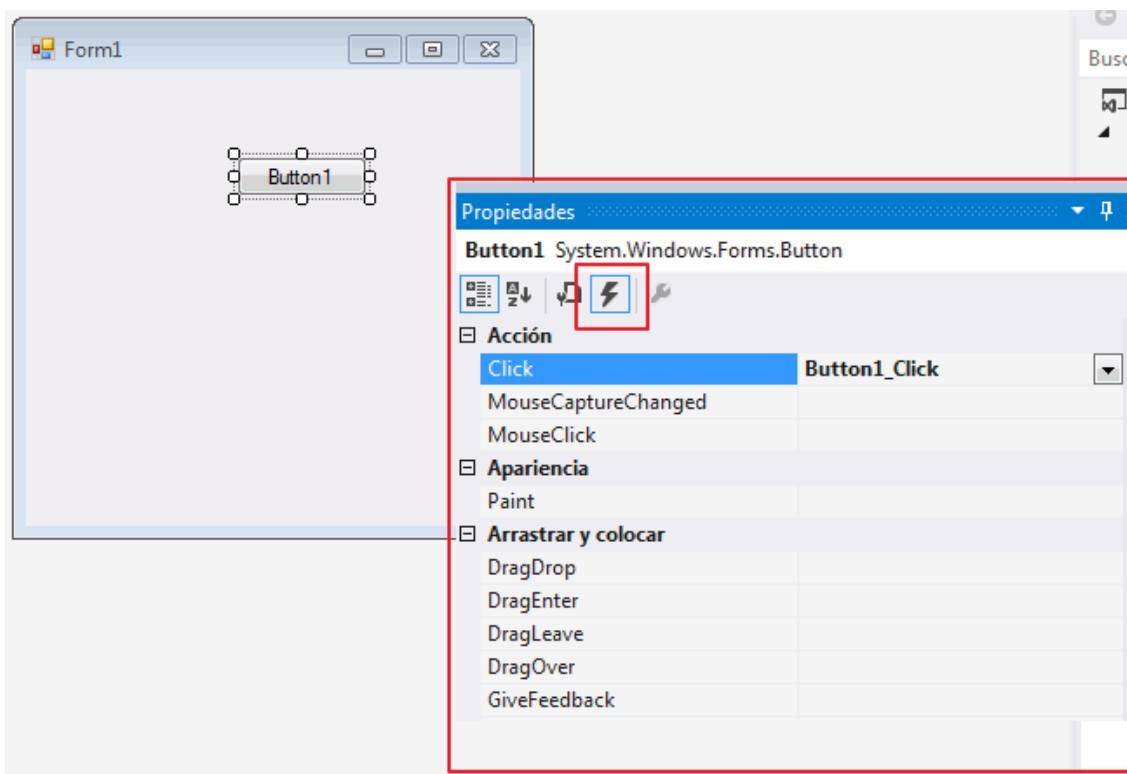 Form1
Busc
Button1
Propiedades
Button1 System.Windows.Forms.Button
Acción
Click Button1_Click
MouseCaptureChanged
MouseClick
Apariencia
Paint
Arrastrar y colocar
DragDrop
DragEnter
DragLeave
DragOver
GiveFeedback